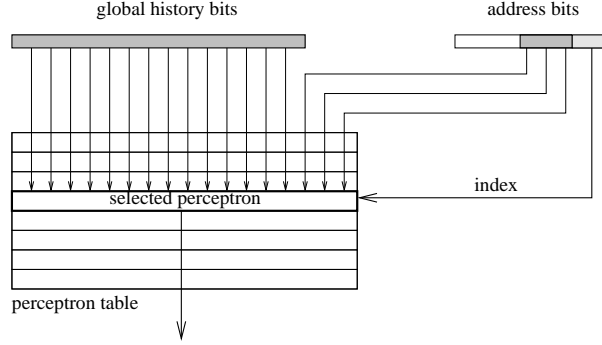 global history bits
address bits
selected perceptron
index
perceptron table